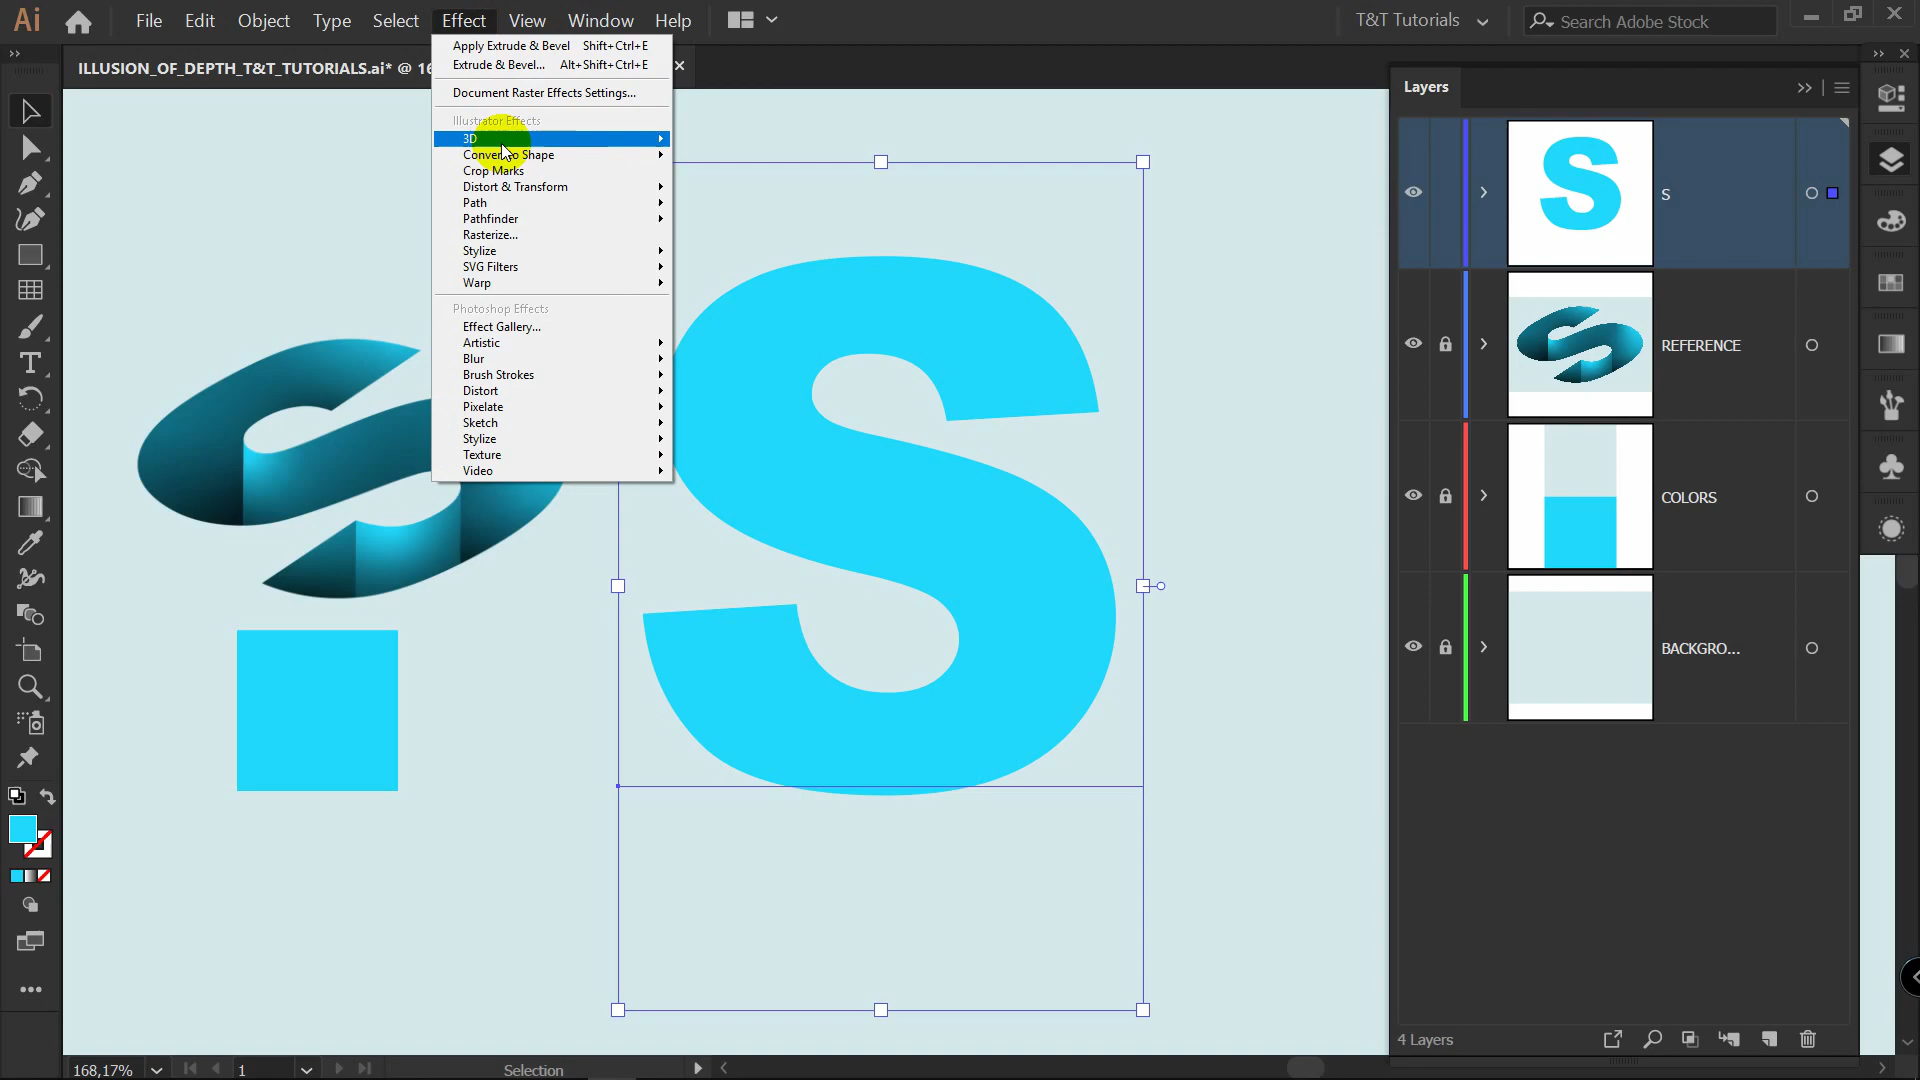 Ai File Edit Object Type Select Effect View Window Help T&T Tutorials Search Adobe Stock
ILLUSION_OF_DEPTH_T&T_TUTORIALS.ai* @ 16
Apply Extrude & Bevel Shift+Ctrl+E
Extrude & Bevel... Alt+Shift+Ctrl+E
Document Raster Effects Settings...
Illustrator Effects
3D
Convert to Shape
Crop Marks
Distort & Transform
Path
Pathfinder
Rasterize...
Stylize
SVG Filters
Warp
Photoshop Effects
Effect Gallery...
Artistic
Blur
Brush Strokes
Distort
Pixelate
Sketch
Stylize
Texture
Video
S
S
Layers
S
S
S
REFERENCE
COLORS
BACKGRO...
4 Layers
168,17% 1 Selection